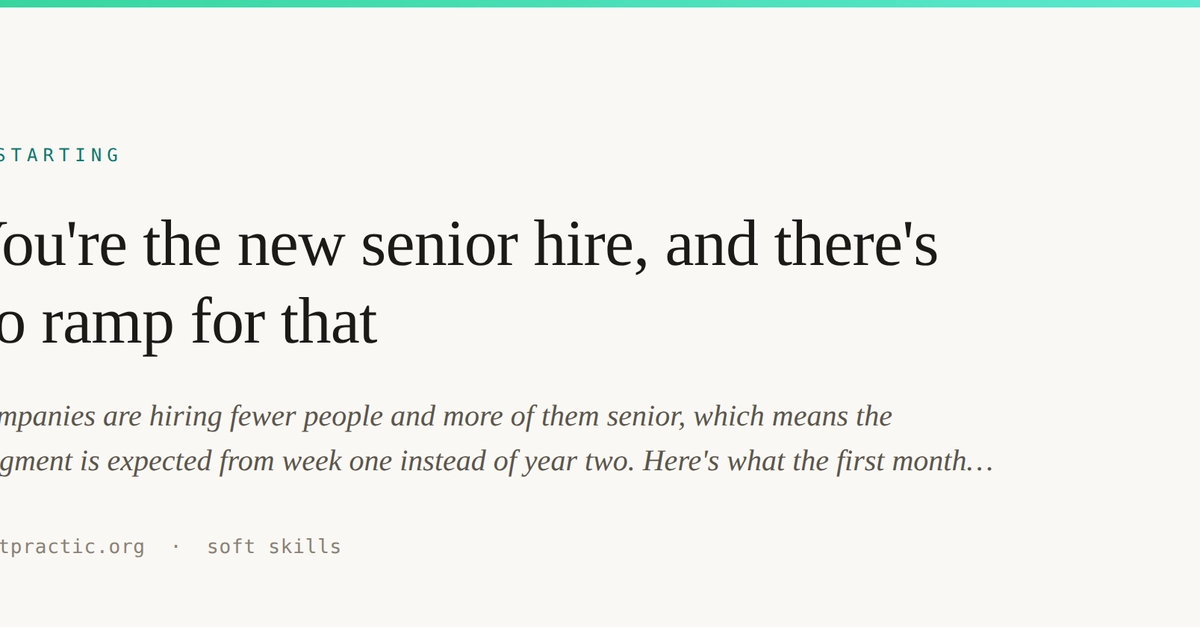 STARTING
You're the new senior hire, and there's
o ramp for that
mpanies are hiring fewer people and more of them senior, which means the
gment is expected from week one instead of year two. Here's what the first month…
tpractic.org · soft skills